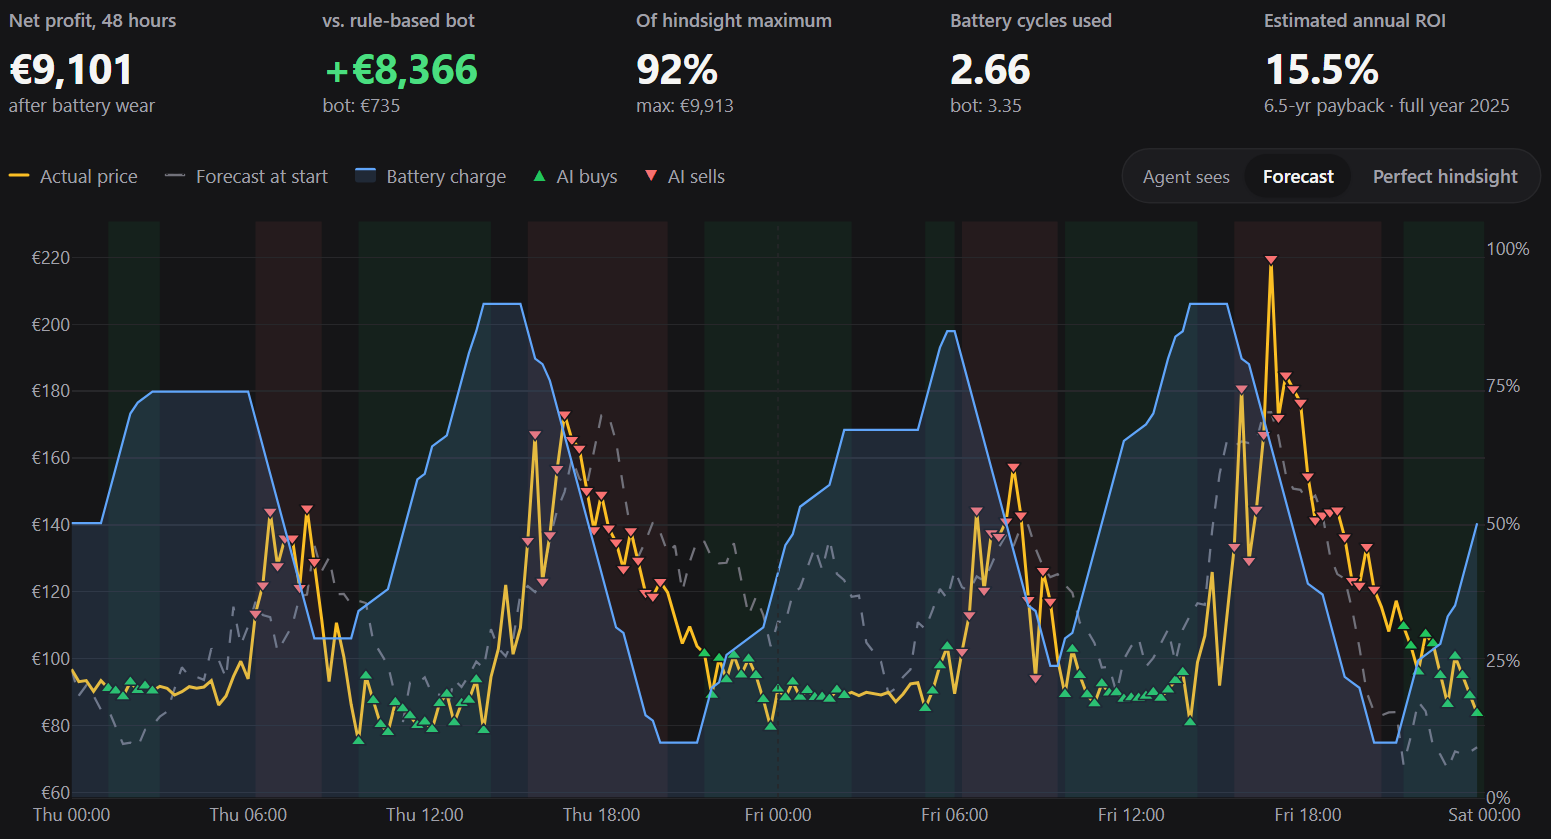 Net profit, 48 hours
€9,101
after battery wear
vs. rule-based bot
+€8,366
bot: €735
Of hindsight maximum
92%
max: €9,913
Battery cycles used
2.66
bot: 3.35
Estimated annual ROI
15.5%
6.5-yr payback · full year 2025
Actual price
Forecast at start
Battery charge
AI buys
AI sells
Agent sees
Forecast
Perfect hindsight
€220
€200
€180
€160
€140
€120
€100
€80
€60
100%
75%
50%
25%
0%
Thu 00:00
Thu 06:00
Thu 12:00
Thu 18:00
Fri 00:00
Fri 06:00
Fri 12:00
Fri 18:00
Sat 00:00